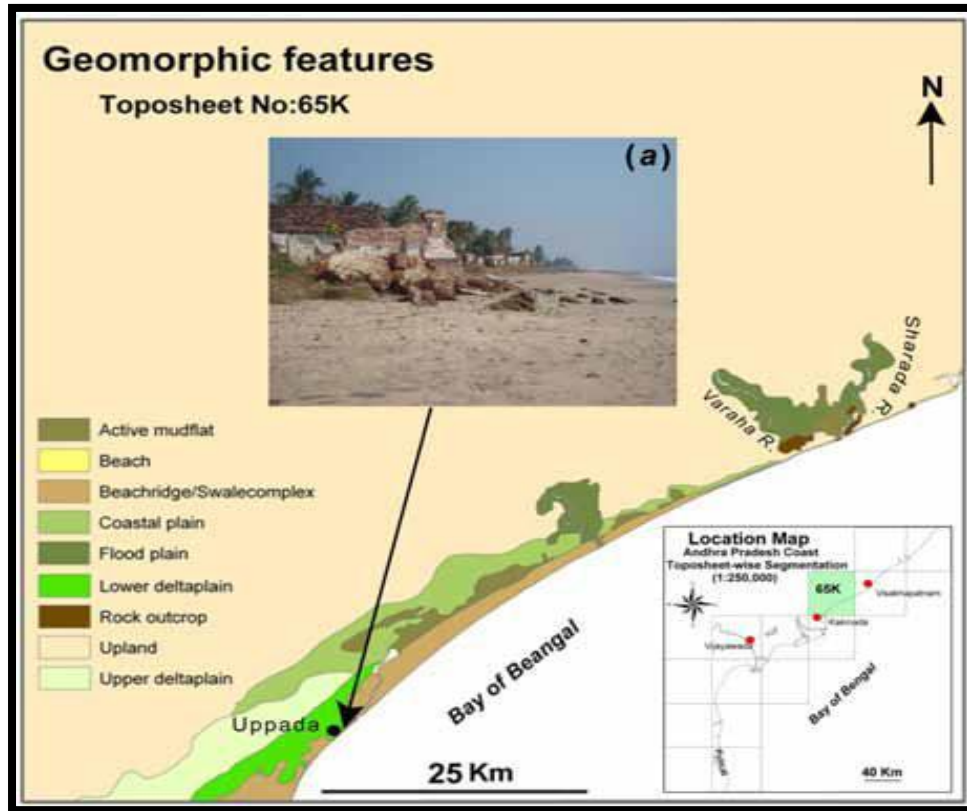 Geomorphic features
Toposheet No:65K
N
(a)
Sharada R.
Varaha R.
Active mudflat
Beach
Beachridge/Swalecomplex
Coastal plain
Flood plain
Lower deltaplain
Rock outcrop
Upland
Upper deltaplain
Uppada
Bay of Beangal
25 Km
Location Map
Andhra Pradesh Coast
Toposheet-wise Segmentation
(1:250,000)
65K
Kakinada
Vijayawada
Bay of Bengal
40 Km